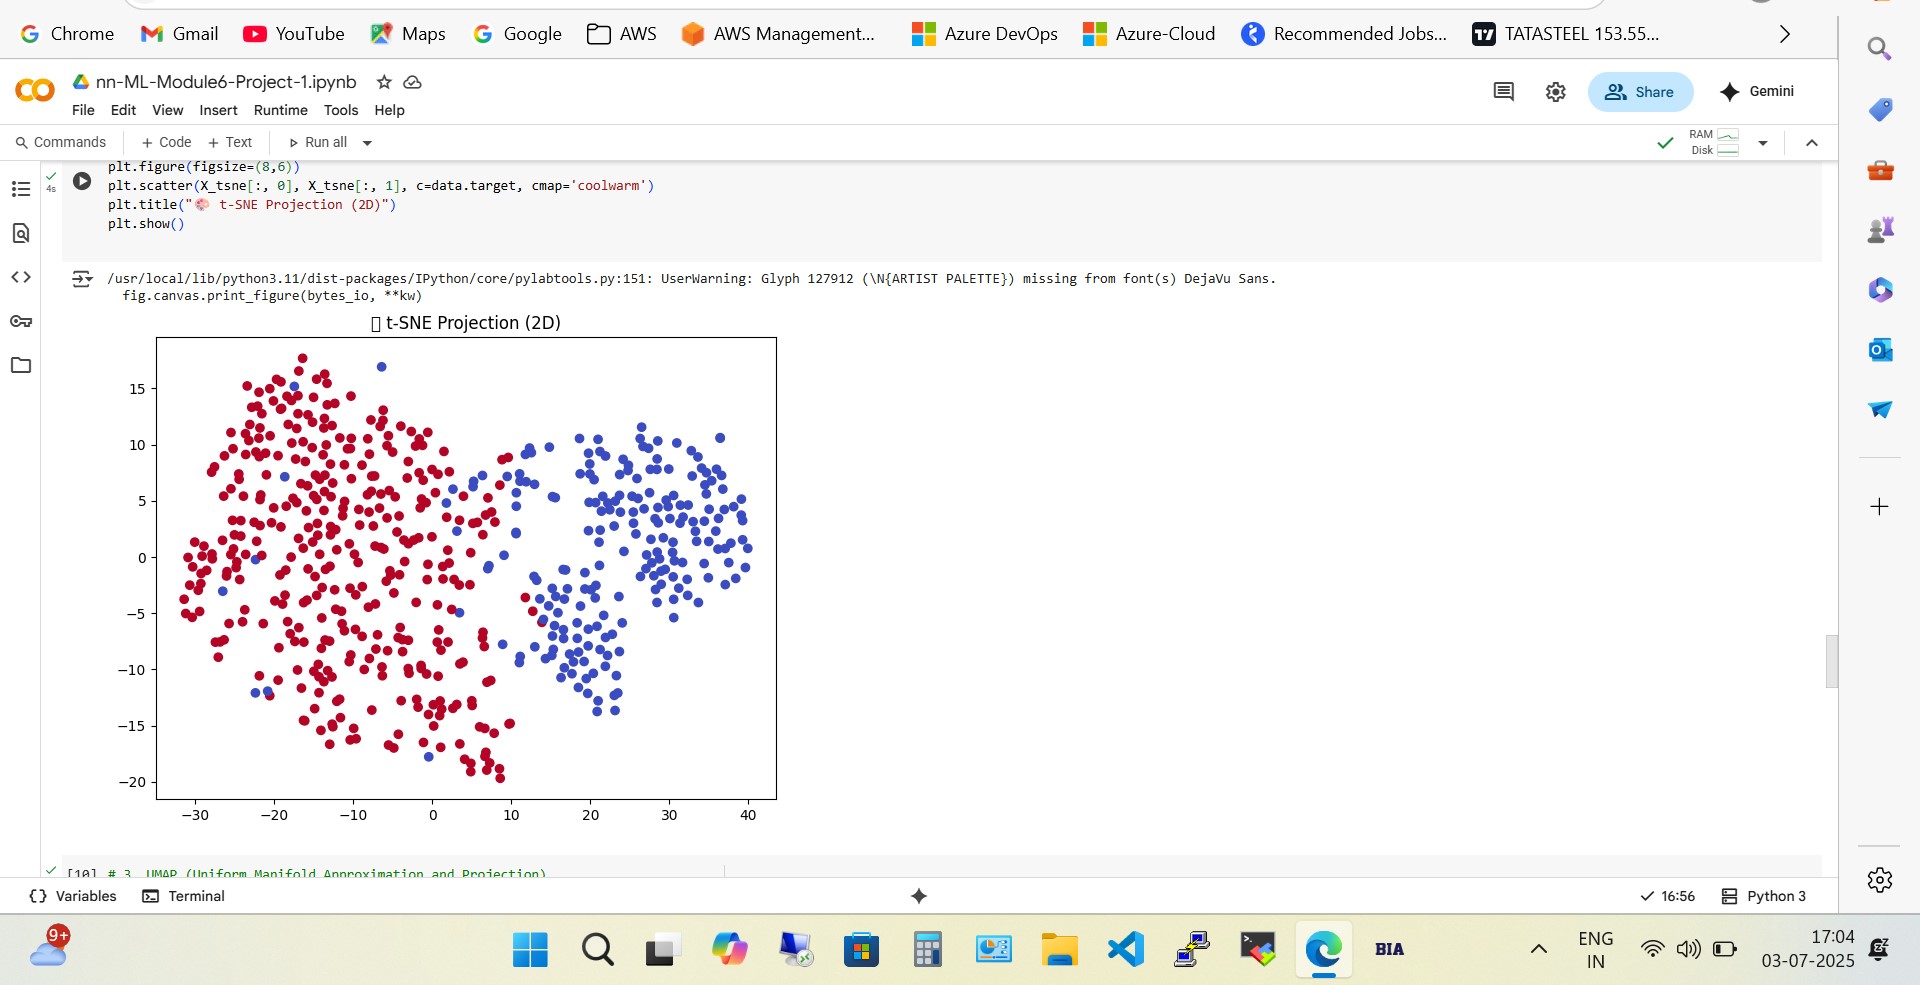 Chrome Gmail YouTube Maps Google AWS AWS Management... Azure DevOps Azure-Cloud Recommended Jobs... TATASTEEL 153.55...
nn-ML-Module6-Project-1.ipynb
Share Gemini
File Edit View Insert Runtime Tools Help
Commands + Code + Text Run all
RAM
Disk
4s
plt.figure(figsize=(8,6))
plt.scatter(X_tsne[:, 0], X_tsne[:, 1], c=data.target, cmap='coolwarm')
plt.title("🎨 t-SNE Projection (2D)")
plt.show()
/usr/local/lib/python3.11/dist-packages/IPython/core/pylabtools.py:151: UserWarning: Glyph 127912 (\N{ARTIST PALETTE}) missing from font(s) DejaVu Sans.
fig.canvas.print_figure(bytes_io, **kw)
t-SNE Projection (2D)
15
10
5
0
−5
−10
−15
−20
−30 −20 −10 0 10 20 30 40
[10] # 3. UMAP (Uniform Manifold Approximation and Projection)
Variables Terminal 16:56 Python 3
9+
BIA
ENG
IN
17:04
03-07-2025